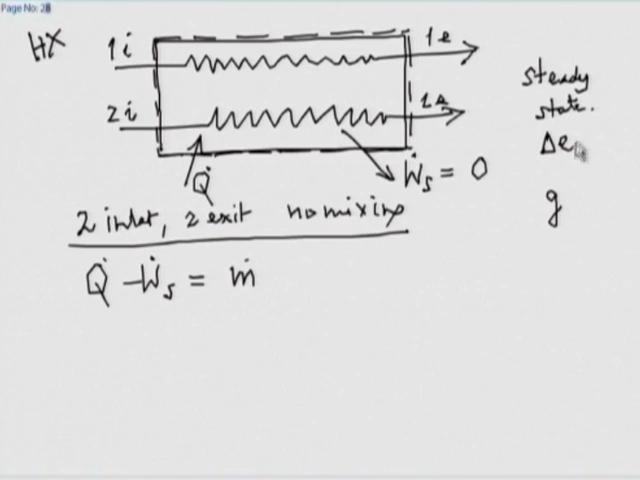 Page No: 28
HX
1i
1e
2i
steady
state.
Δe
Q̇
Ẇs = 0
g
2 inlet, 2 exit no mixing
Q̇ - Ẇs = ṁ